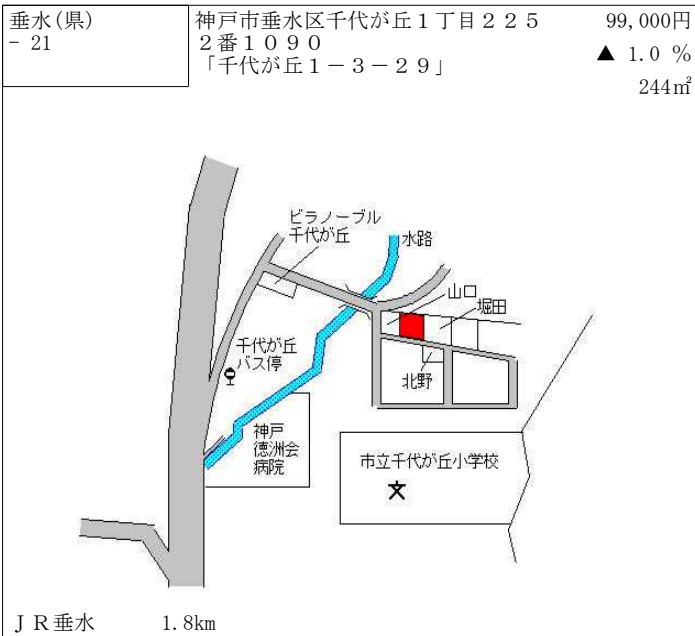 垂水(県)
- 21
神戸市垂水区千代が丘１丁目２２５
２番１０９０
「千代が丘１－３－２９」
99,000円
▲ 1.0 %
244㎡
ビラノーブル
千代が丘
水路
山口
堀田
千代が丘
バス停
北野
神戸
徳洲会
病院
市立千代が丘小学校
文
ＪＲ垂水 1.8km